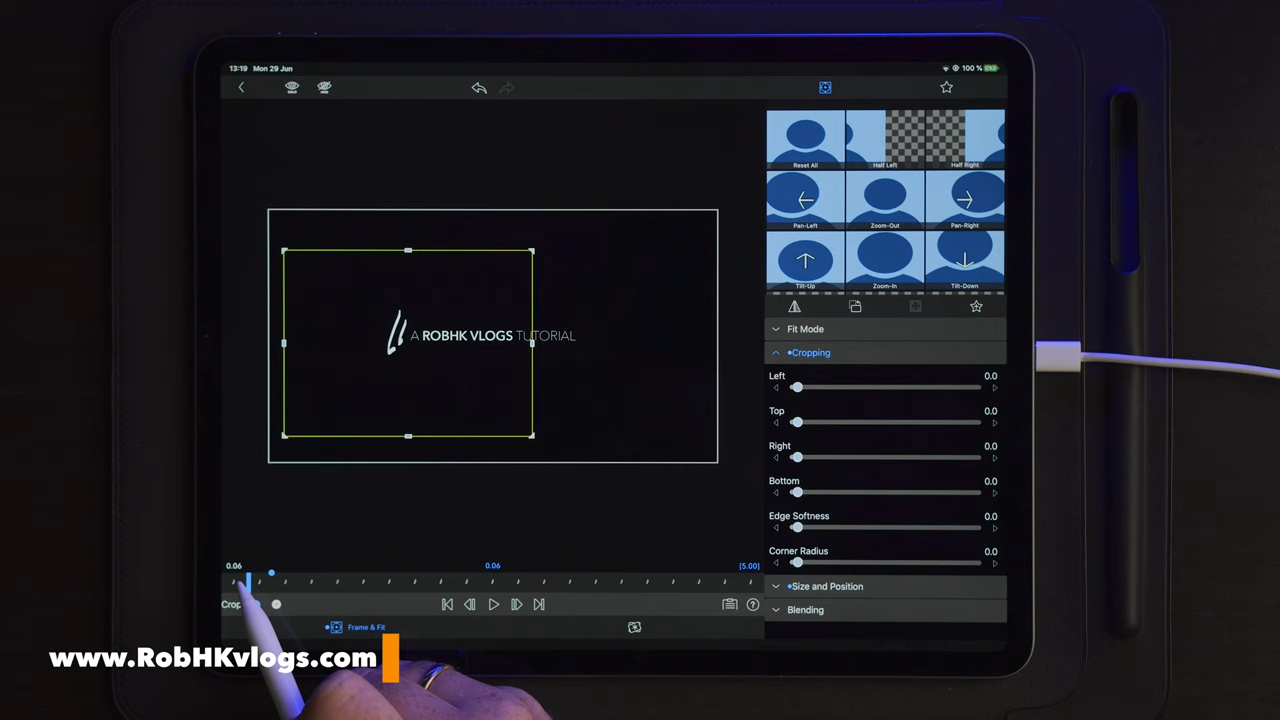 13:19 Mon 29 Jun
100 %
SOLO
HIDE
Reset All
Half Left
Half Right
Pan-Left
Zoom-Out
Pan-Right
Tilt-Up
Zoom-In
Tilt-Down
Fit Mode
Cropping
Left 0.0
Top 0.0
Right 0.0
Bottom 0.0
Edge Softness 0.0
Corner Radius 0.0
Size and Position
Blending
A ROBHK VLOGS TUTORIAL
0.06
0.06
[5.00]
Crop
?
Frame & Fit
www.RobHKvlogs.com